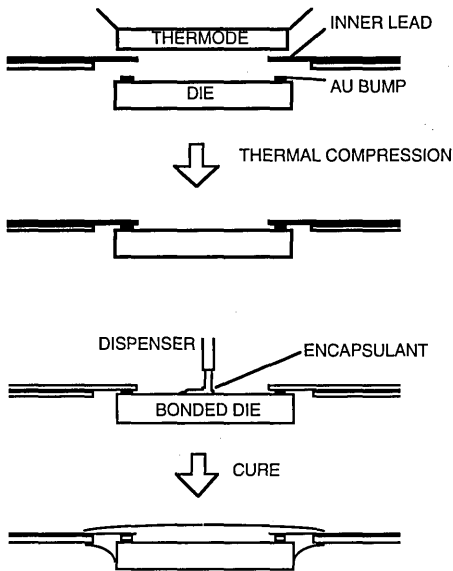 THERMODE
INNER LEAD
AU BUMP
DIE
THERMAL COMPRESSION
DISPENSER
ENCAPSULANT
BONDED DIE
CURE